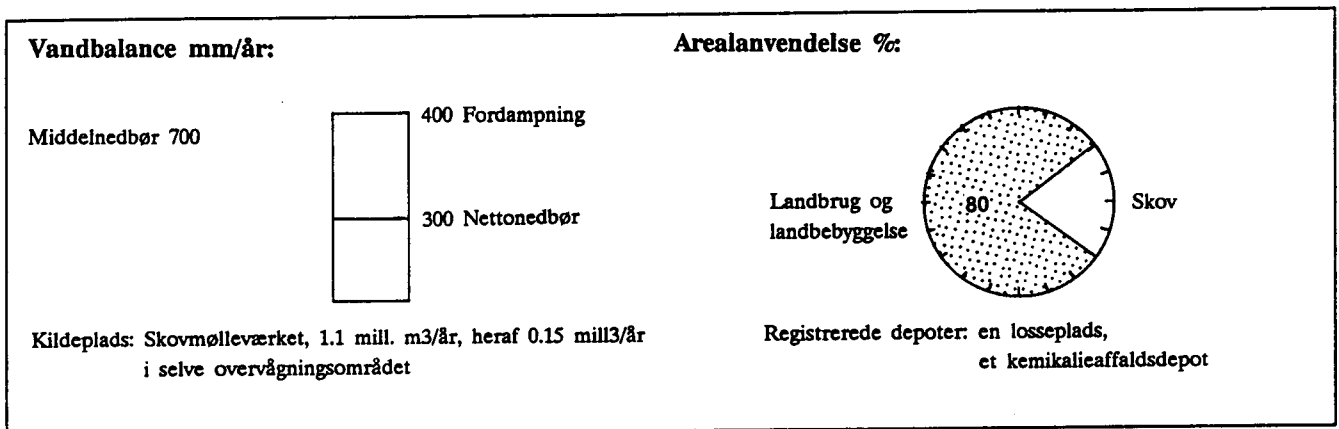 Vandbalance mm/år:
Middelnedbør 700
400 Fordampning
300 Nettonedbør
Kildeplads: Skovmølleværket, 1.1 mill. m3/år, heraf 0.15 mill3/år
i selve overvågningsområdet
Arealanvendelse %:
Landbrug og
landbebyggelse
80
Skov
Registrerede depoter: en losseplads,
et kemikalieaffaldsdepot